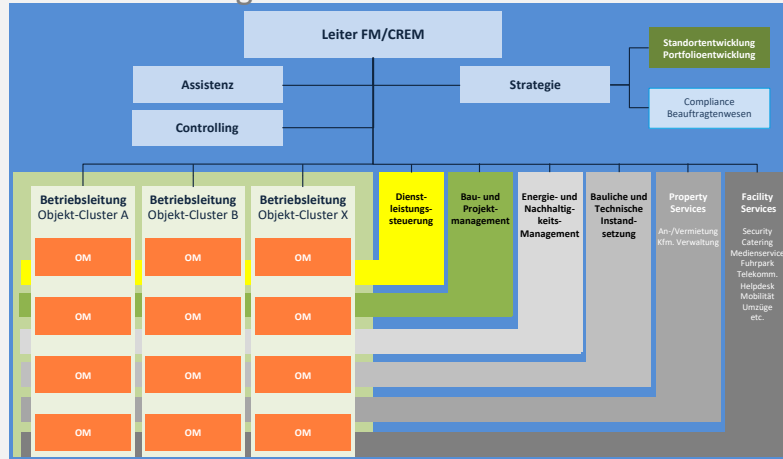 Leiter FM/CREM
Standortentwicklung
Portfolioentwicklung
Assistenz
Strategie
Compliance
Beauftragtenwesen
Controlling
Betriebsleitung
Objekt-Cluster A
Betriebsleitung
Objekt-Cluster B
Betriebsleitung
Objekt-Cluster X
Dienst-
leistungs-
steuerung
Bau- und
Projekt-
management
Energie- und
Nachhaltig-
keits-
Management
Bauliche und
Technische
Instand-
setzung
Property
Services
An-/Vermietung
Kfm. Verwaltung
Facility
Services
Security
Catering
Medienservice
Fuhrpark
Telekomm.
Helpdesk
Mobilität
Umzüge
etc.
OM
OM
OM
OM
OM
OM
OM
OM
OM
OM
OM
OM